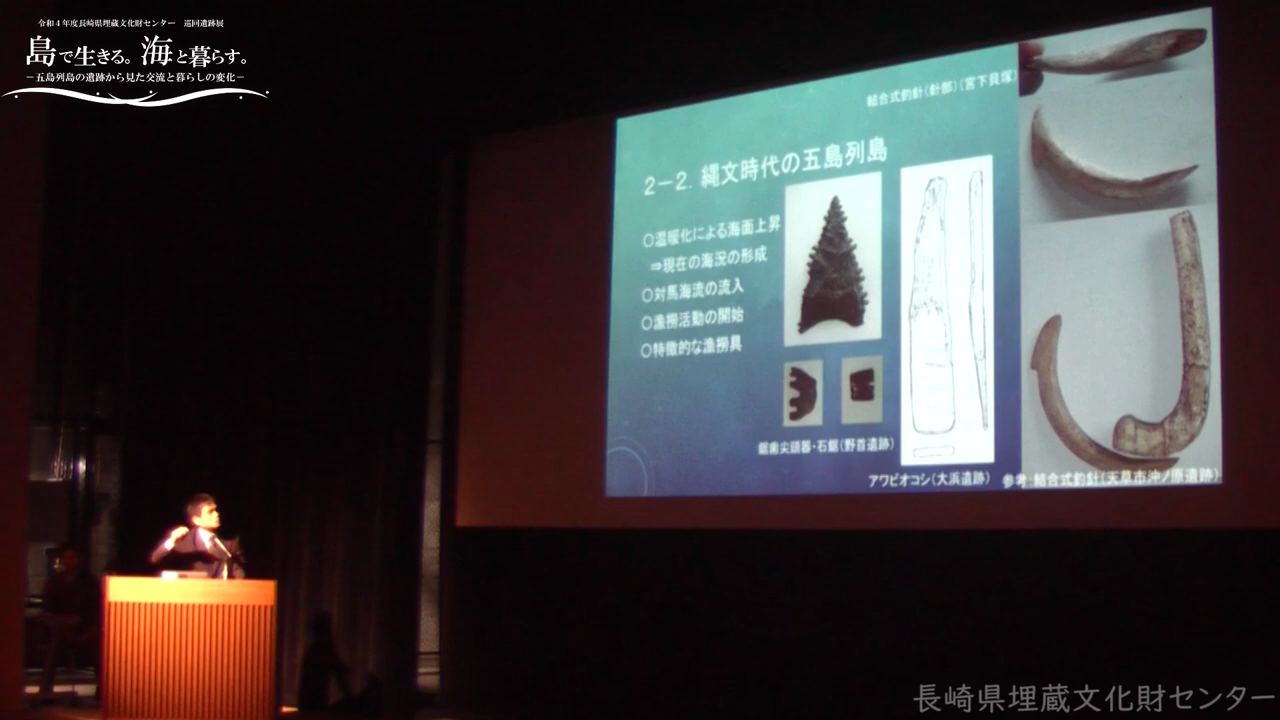 令和4年度長崎県埋蔵文化財センター 巡回遺跡展
島で生きる。海と暮らす。
－五島列島の遺跡から見た交流と暮らしの変化－
結合式釣針(針部)(宮下貝塚)
2－2. 縄文時代の五島列島
○温暖化による海面上昇
⇒現在の海況の形成
○対馬海流の流入
○漁撈活動の開始
○特徴的な漁撈具
鋸歯尖頭器・石鋸(野首遺跡)
アワビオコシ(大浜遺跡)
参考:結合式釣針(天草市沖ノ原遺跡)
長崎県埋蔵文化財センター